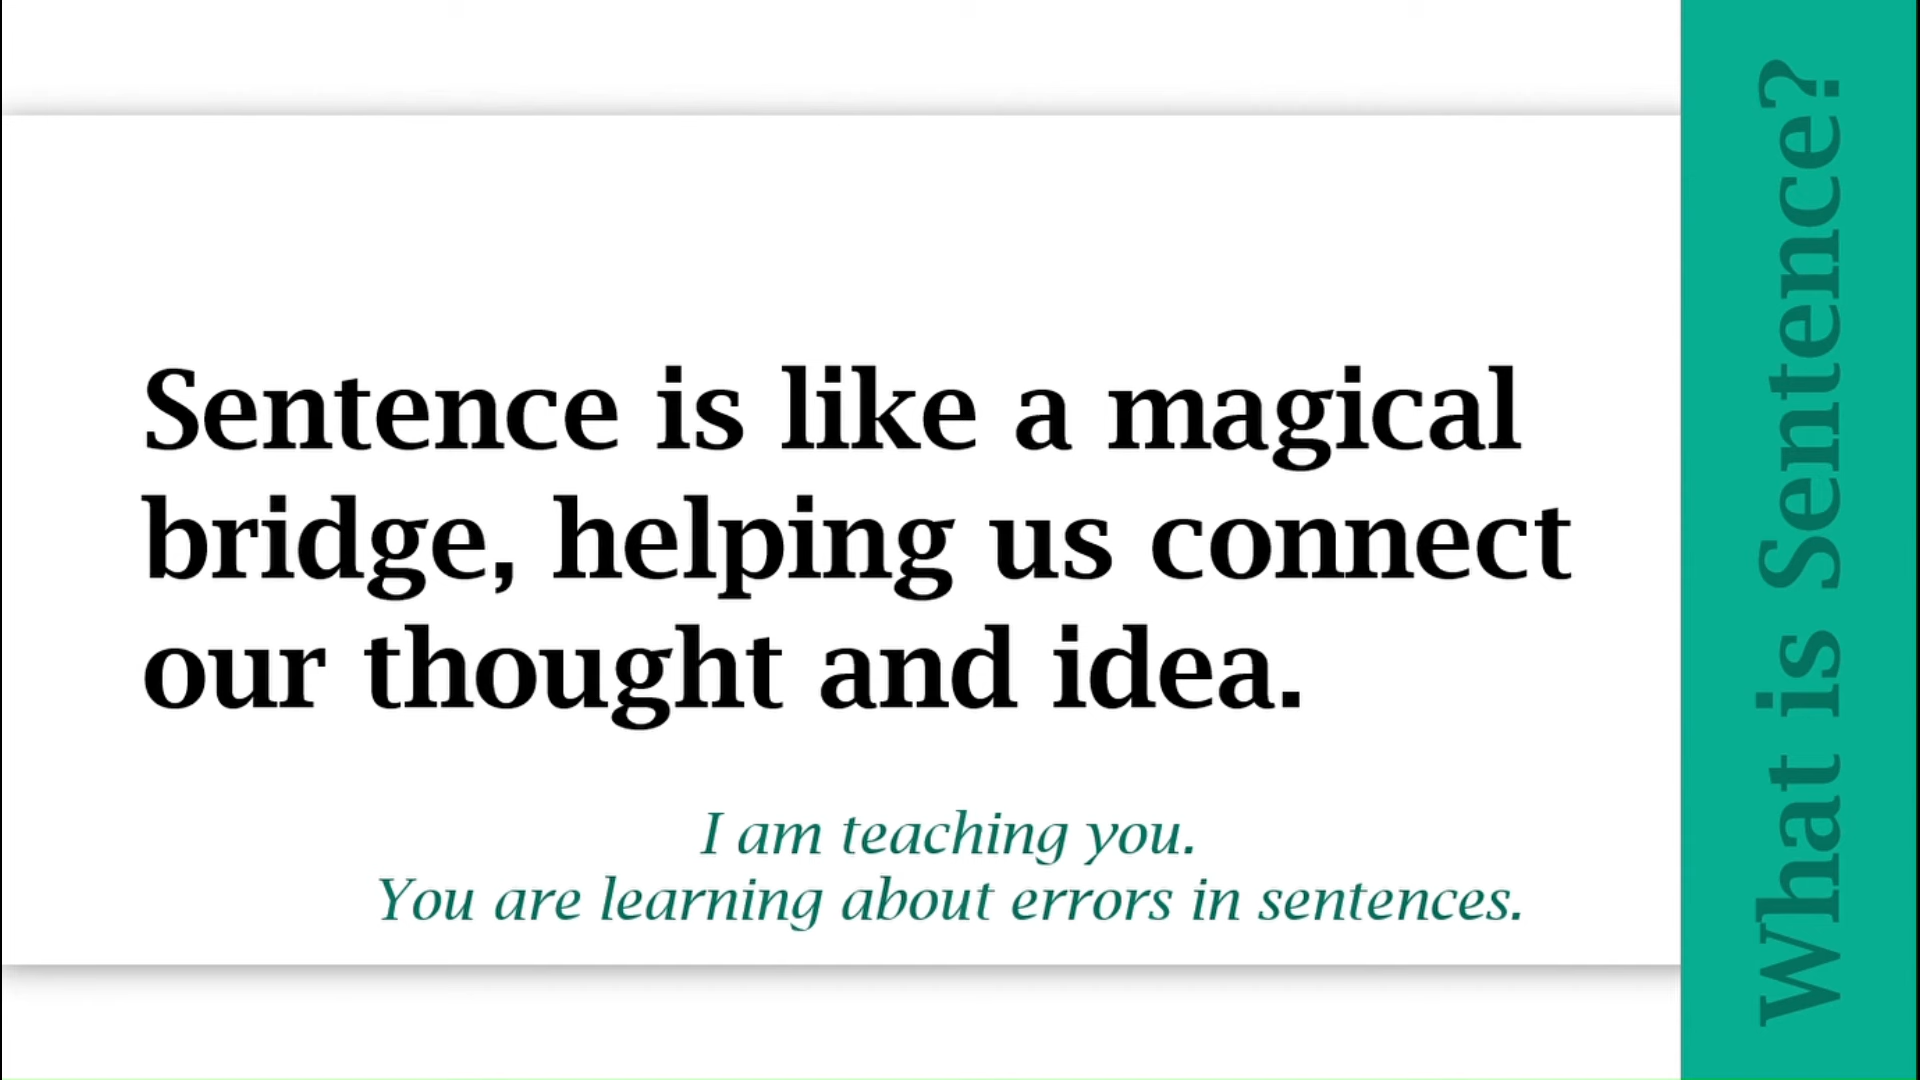 Sentence is like a magical
bridge, helping us connect
our thought and idea.
I am teaching you.
You are learning about errors in sentences.
What is Sentence?